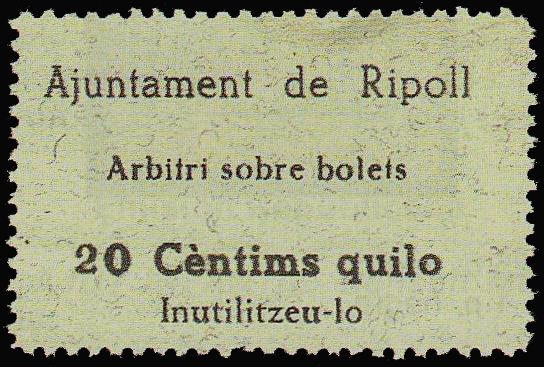 Ajuntament de Ripoll
Arbitri sobre bolets
20 Cèntims quilo
Inutilitzeu-lo